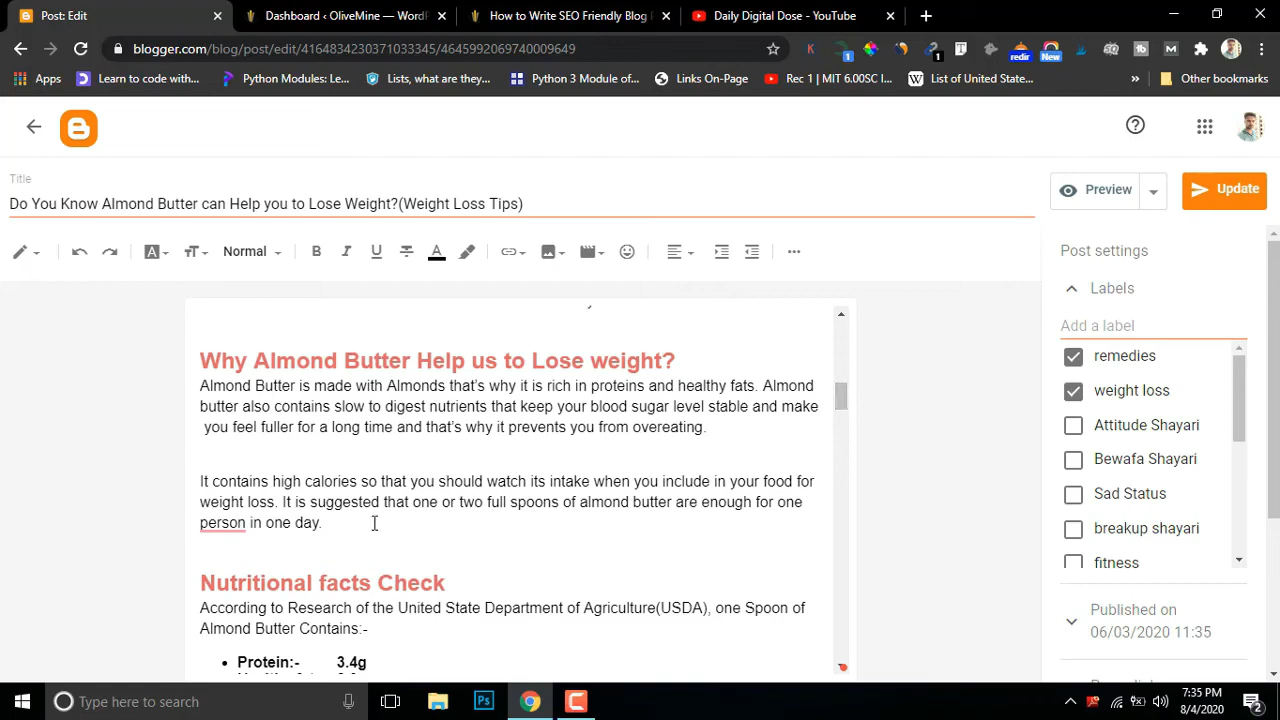 Post: Edit
Dashboard ‹ OliveMine — WordPr
How to Write SEO Friendly Blog P
Daily Digital Dose - YouTube
blogger.com/blog/post/edit/4164834230371033345/4645992069740009649
Apps
Learn to code with...
Python Modules: Le...
Lists, what are they...
Python 3 Module of...
Links On-Page
Rec 1 | MIT 6.00SC I...
List of United State...
Other bookmarks
1
1
redir
New
Title
Do You Know Almond Butter can Help you to Lose Weight?(Weight Loss Tips)
Preview
Update
Normal
B
I
U
S
A
Post settings
Labels
Add a label
remedies
weight loss
Attitude Shayari
Bewafa Shayari
Sad Status
breakup shayari
fitness
Published on
06/03/2020 11:35
Why Almond Butter Help us to Lose weight?
Almond Butter is made with Almonds that's why it is rich in proteins and healthy fats. Almond
butter also contains slow to digest nutrients that keep your blood sugar level stable and make
you feel fuller for a long time and that's why it prevents you from overeating.
It contains high calories so that you should watch its intake when you include in your food for
weight loss. It is suggested that one or two full spoons of almond butter are enough for one
person in one day.
Nutritional facts Check
According to Research of the United State Department of Agriculture(USDA), one Spoon of
Almond Butter Contains:-
Protein:- 3.4g
Type here to search
7:35 PM
8/4/2020
2